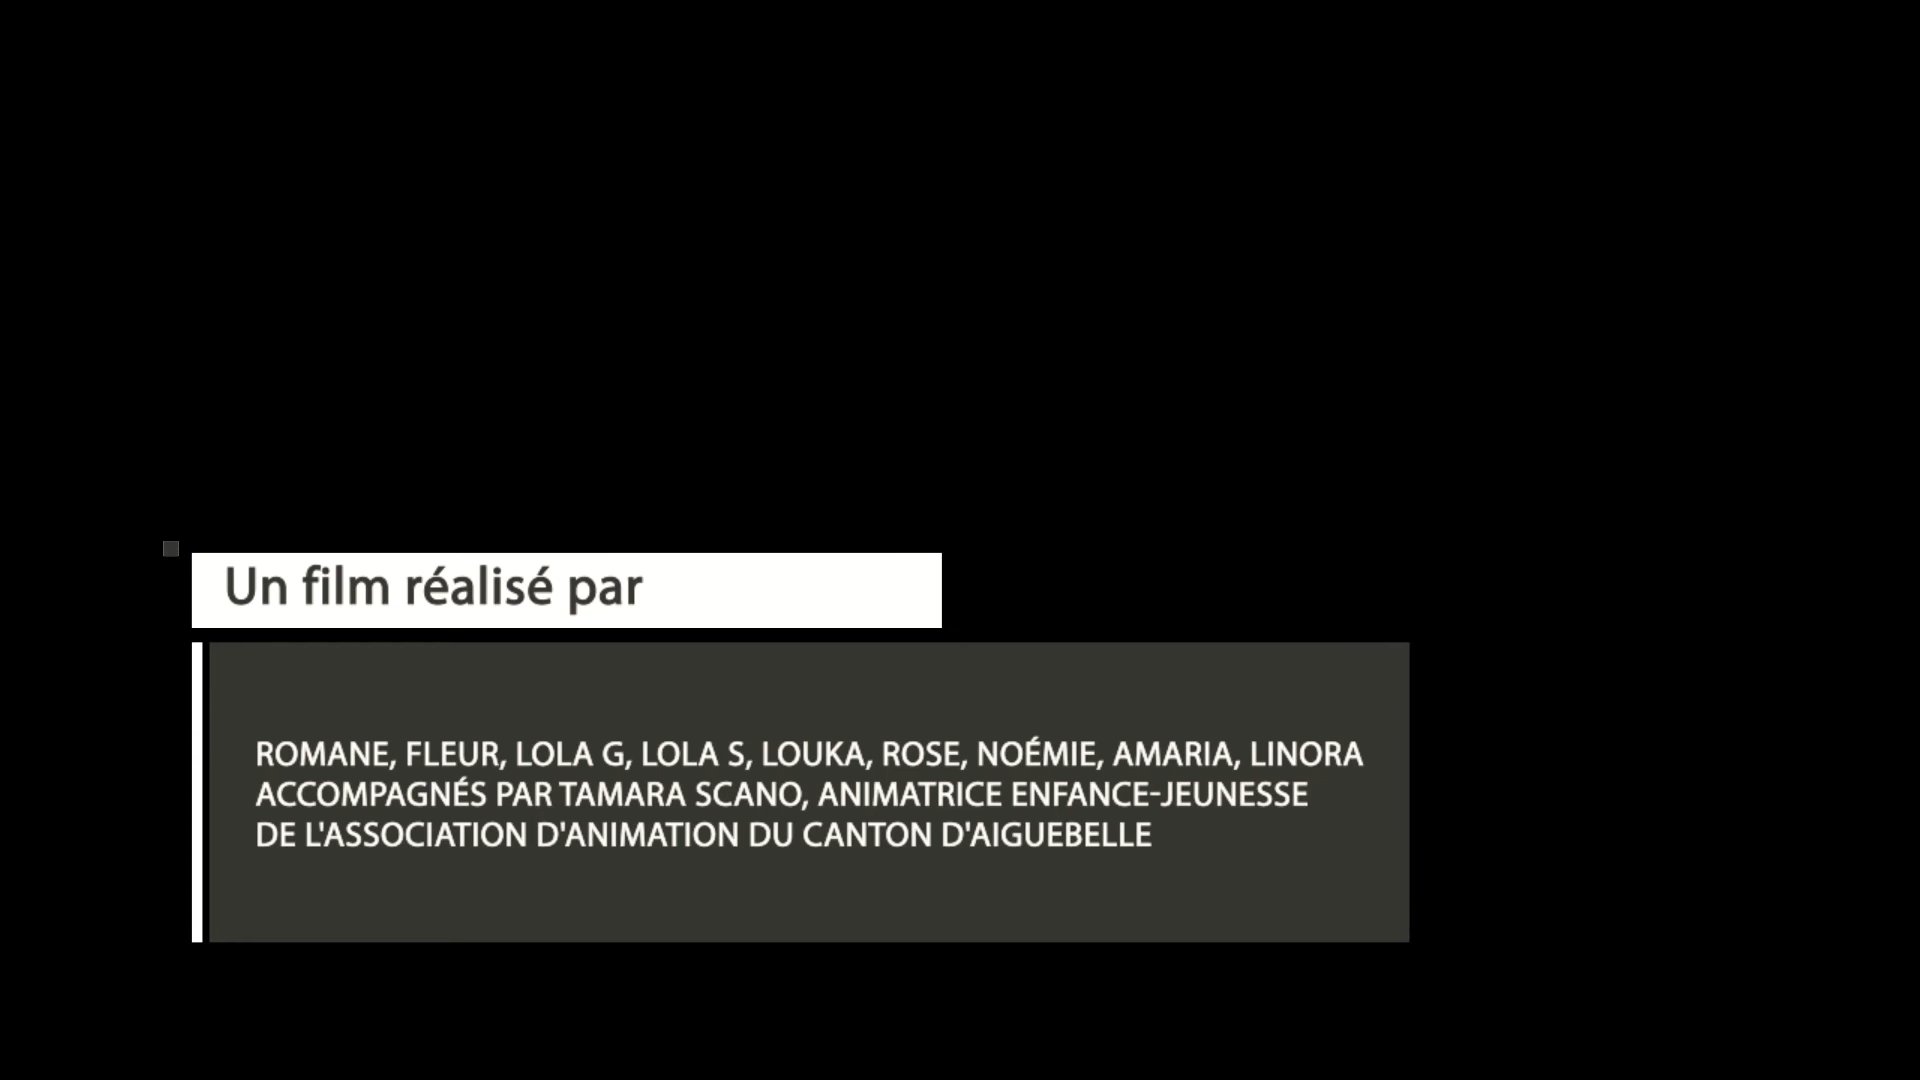 Un film réalisé par
ROMANE, FLEUR, LOLA G, LOLA S, LOUKA, ROSE, NOÉMIE, AMARIA, LINORA
ACCOMPAGNÉS PAR TAMARA SCANO, ANIMATRICE ENFANCE-JEUNESSE
DE L'ASSOCIATION D'ANIMATION DU CANTON D'AIGUEBELLE